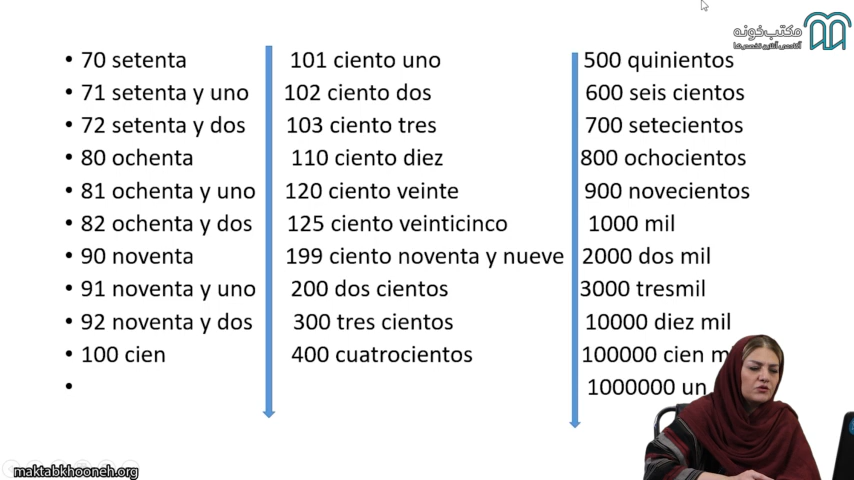 مکتب‌خونه
70 setenta
71 setenta y uno
72 setenta y dos
80 ochenta
81 ochenta y uno
82 ochenta y dos
90 noventa
91 noventa y uno
92 noventa y dos
100 cien
101 ciento uno
102 ciento dos
103 ciento tres
110 ciento diez
120 ciento veinte
125 ciento veinticinco
199 ciento noventa y nueve
200 dos cientos
300 tres cientos
400 cuatrocientos
500 quinientos
600 seis cientos
700 setecientos
800 ochocientos
900 novecientos
1000 mil
2000 dos mil
3000 tresmil
10000 diez mil
100000 cien m
1000000 un
maktabkhooneh.org